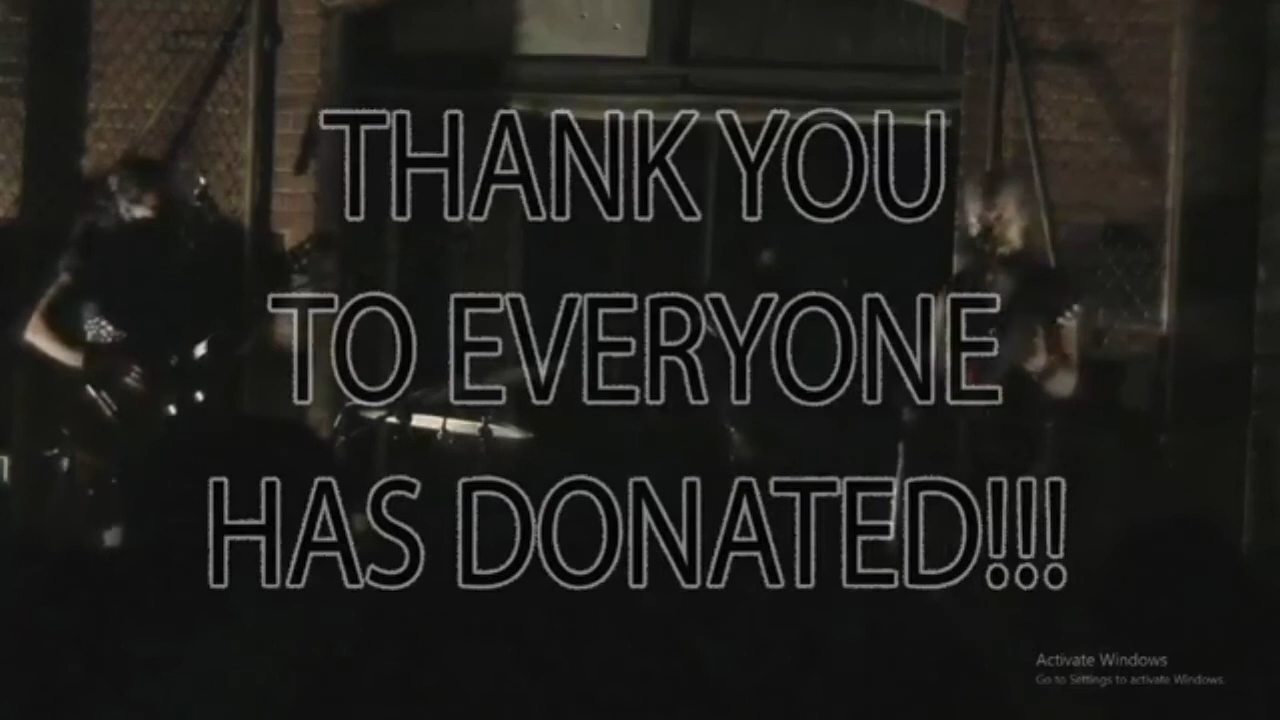 THANK YOU
TO EVERYONE
HAS DONATED!!!
Activate Windows
Go to Settings to activate Windows.